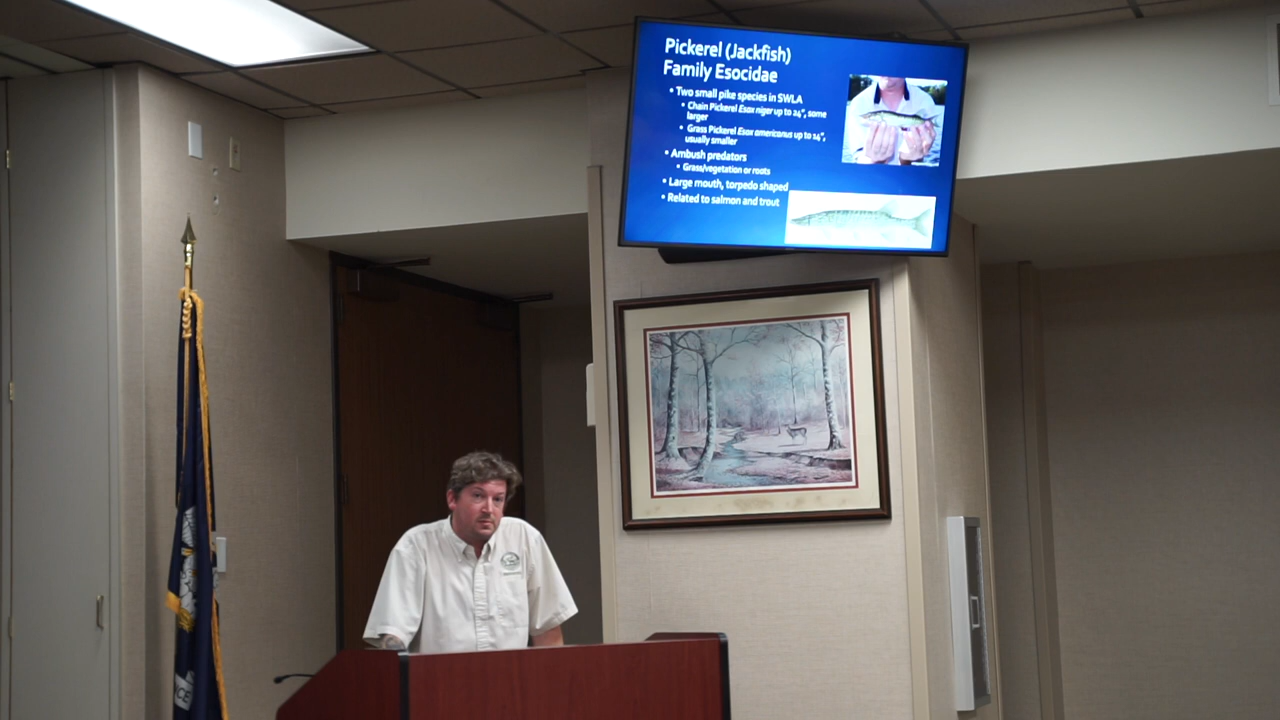 Pickerel (Jackfish)
Family Esocidae
• Two small pike species in SWLA
• Chain Pickerel Esox niger up to 24", some
larger
• Grass Pickerel Esox americanus up to 24",
usually smaller
• Ambush predators
• Grass/vegetation or roots
• Large mouth, torpedo shaped
• Related to salmon and trout